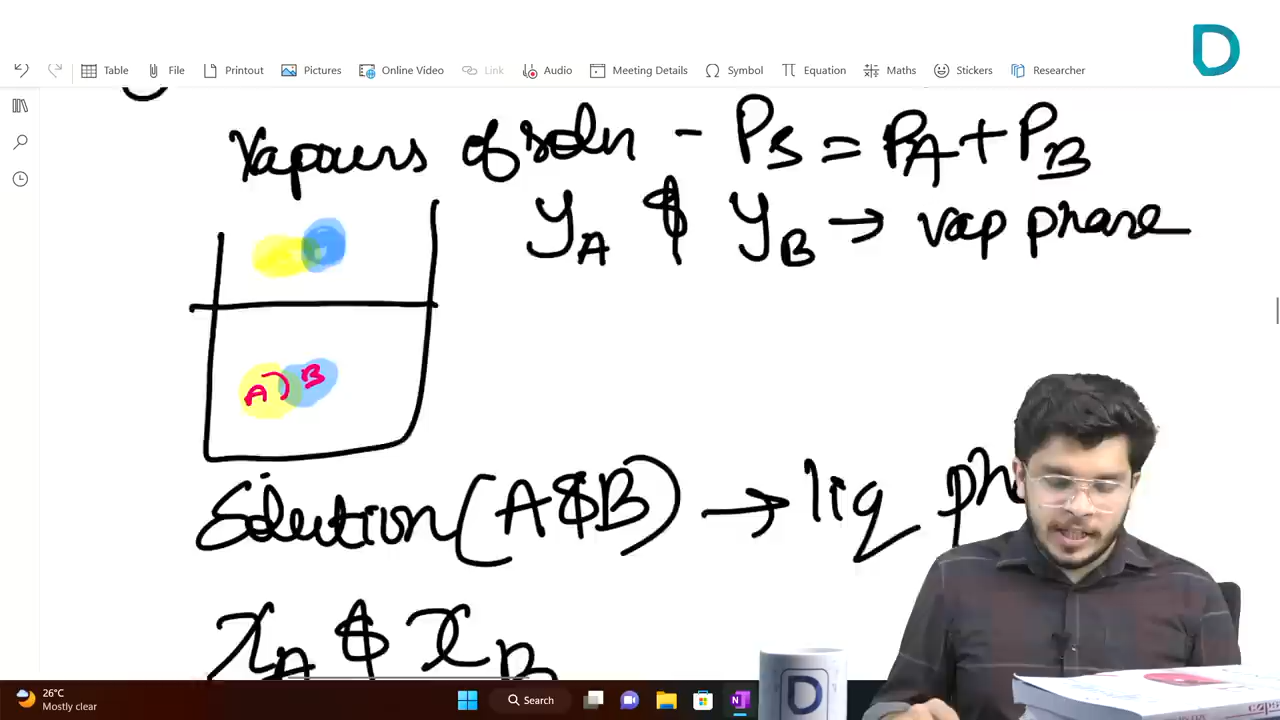 D
Table File Printout Pictures Online Video Link Audio Meeting Details Symbol Equation Maths Stickers Researcher
Vapours of soln - PS = PA + PB
yA & yB → vap phase
A B
Solution (A & B) → liq
xA & xB
D
26°C
Mostly clear
Search